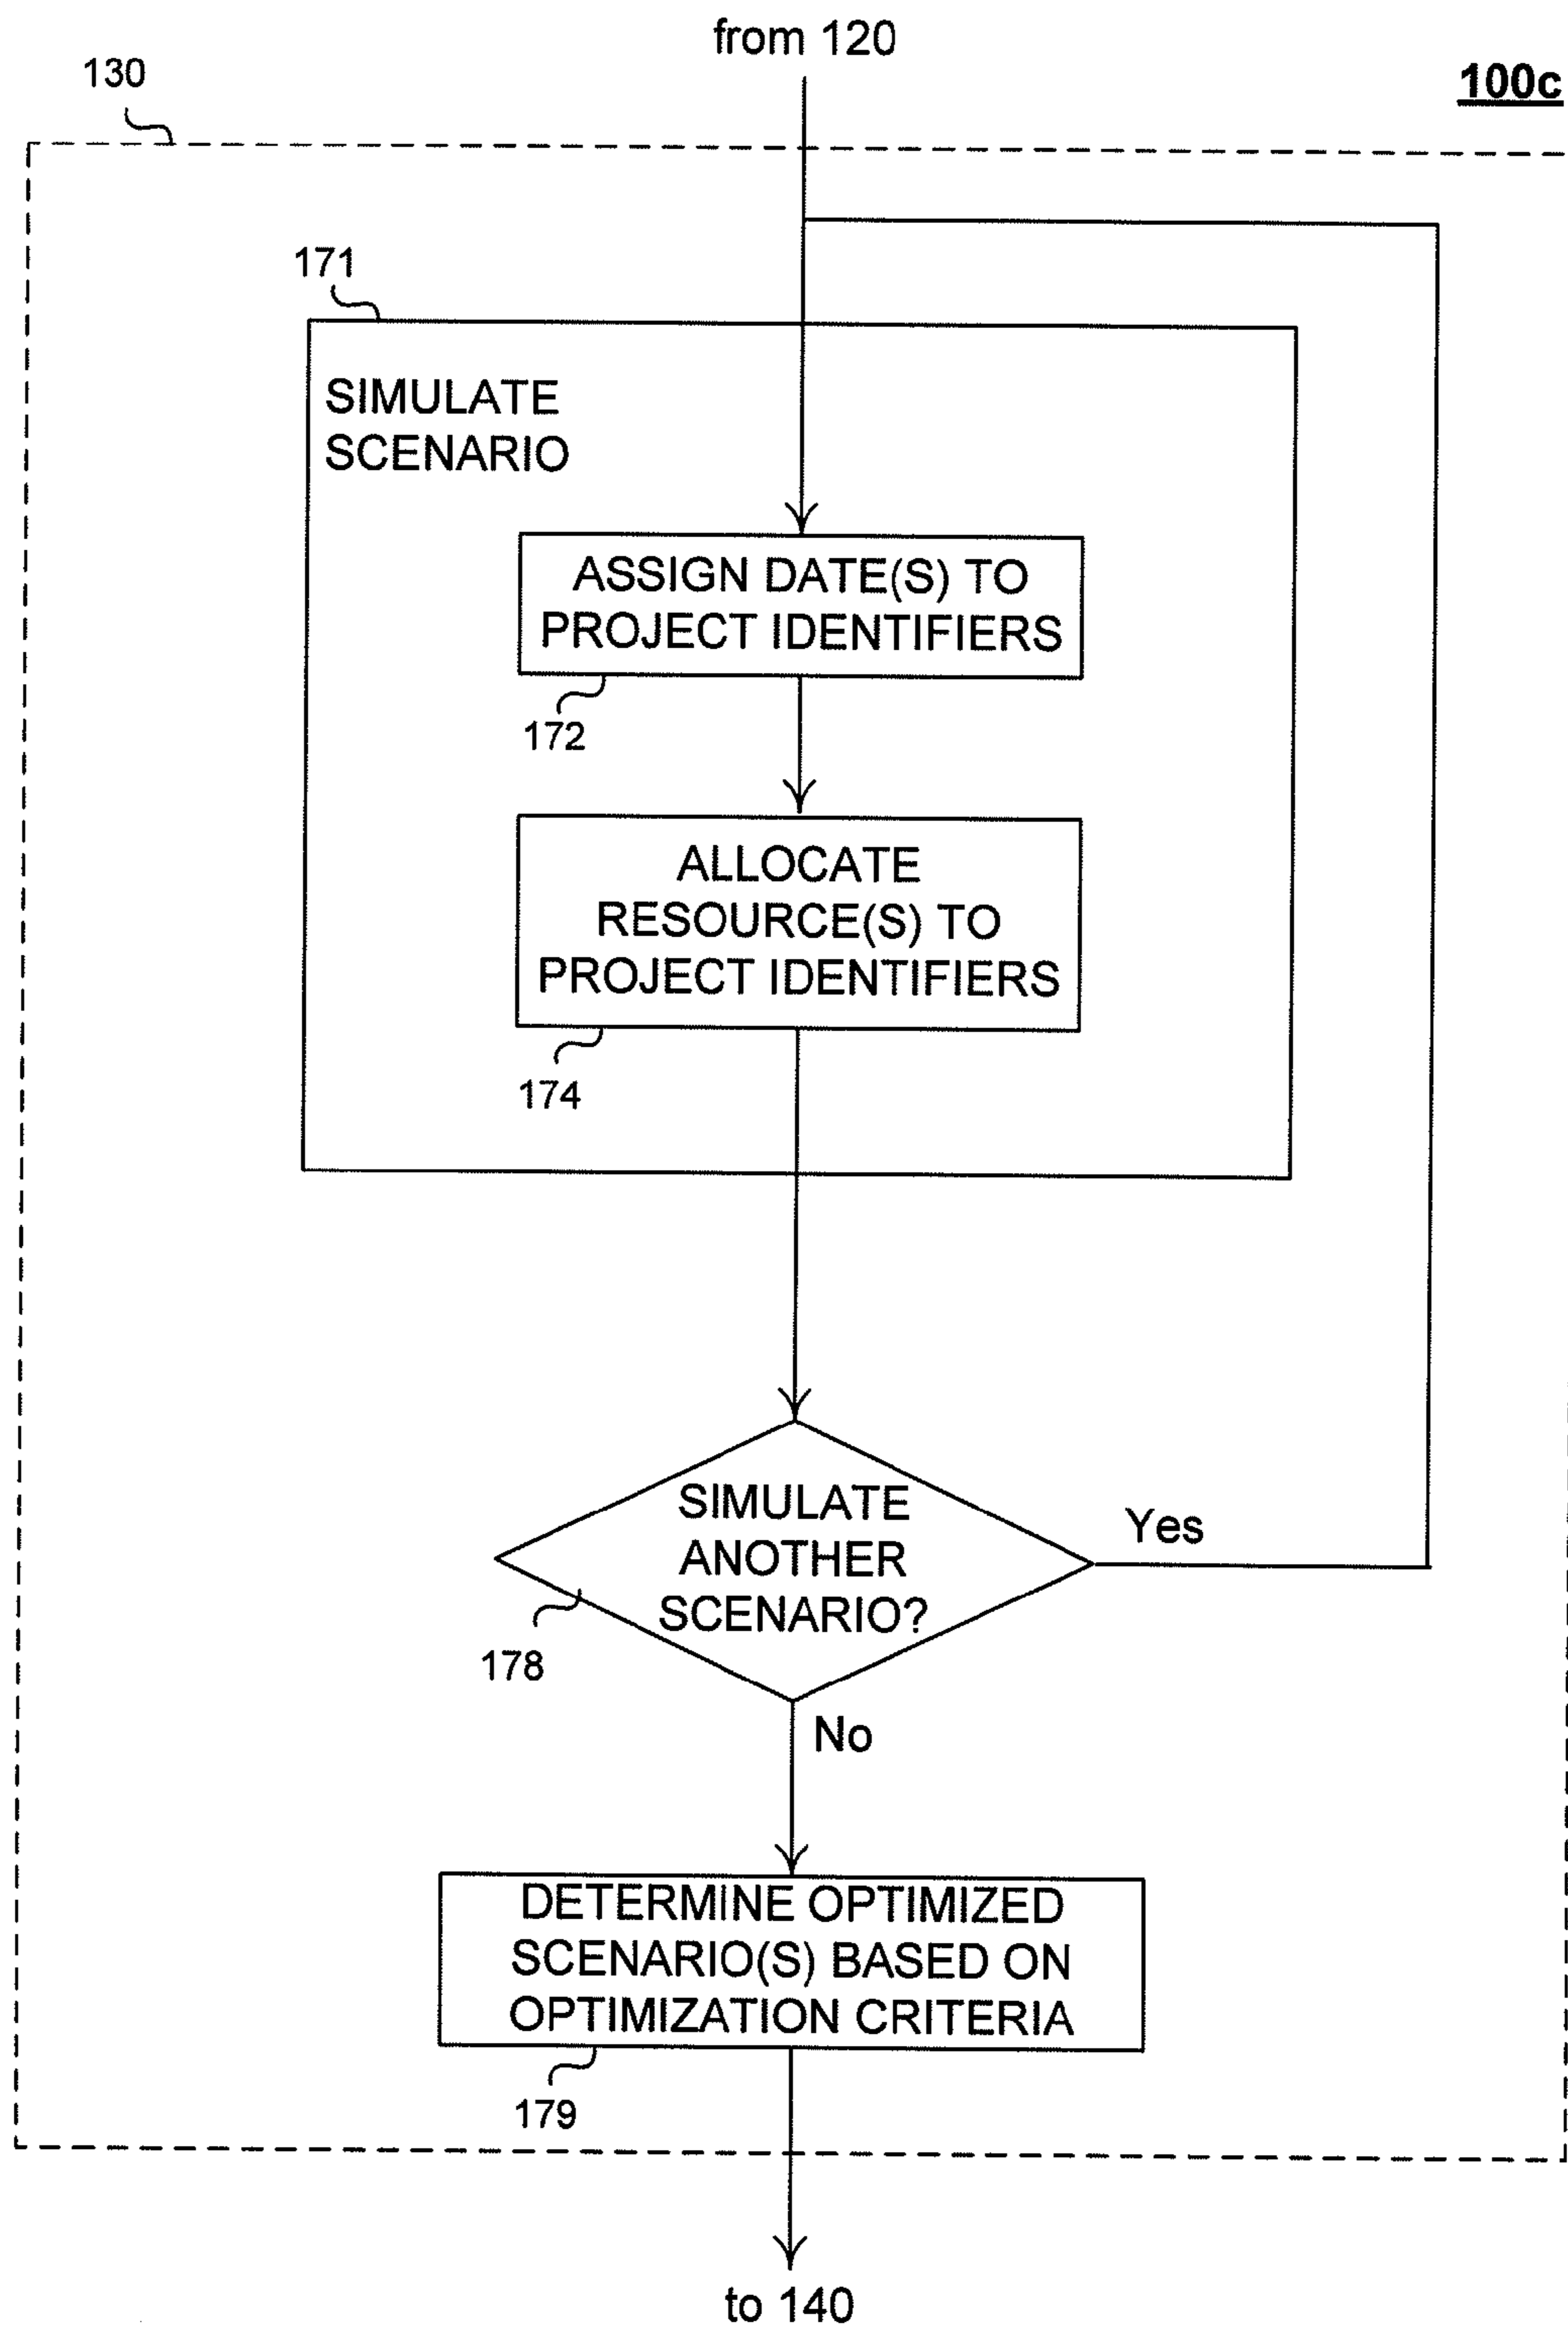 from 120
100c
130
171
SIMULATE
SCENARIO
ASSIGN DATE(S) TO
PROJECT IDENTIFIERS
172
ALLOCATE
RESOURCE(S) TO
PROJECT IDENTIFIERS
174
SIMULATE
ANOTHER
SCENARIO?
Yes
178
No
DETERMINE OPTIMIZED
SCENARIO(S) BASED ON
OPTIMIZATION CRITERIA
179
to 140